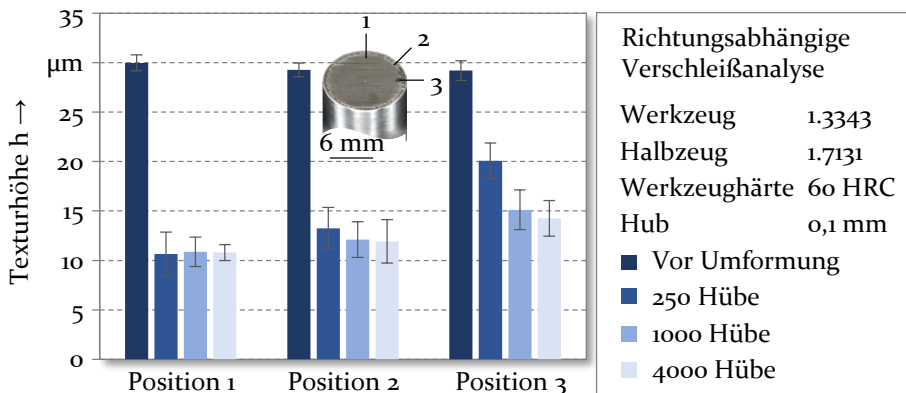 35
µm
25
20
15
10
5
0
Texturhöhe h →
1
2
3
6 mm
Position 1
Position 2
Position 3
Richtungsabhängige
Verschleißanalyse
Werkzeug 1.3343
Halbzeug 1.7131
Werkzeughärte 60 HRC
Hub 0,1 mm
Vor Umformung
250 Hübe
1000 Hübe
4000 Hübe